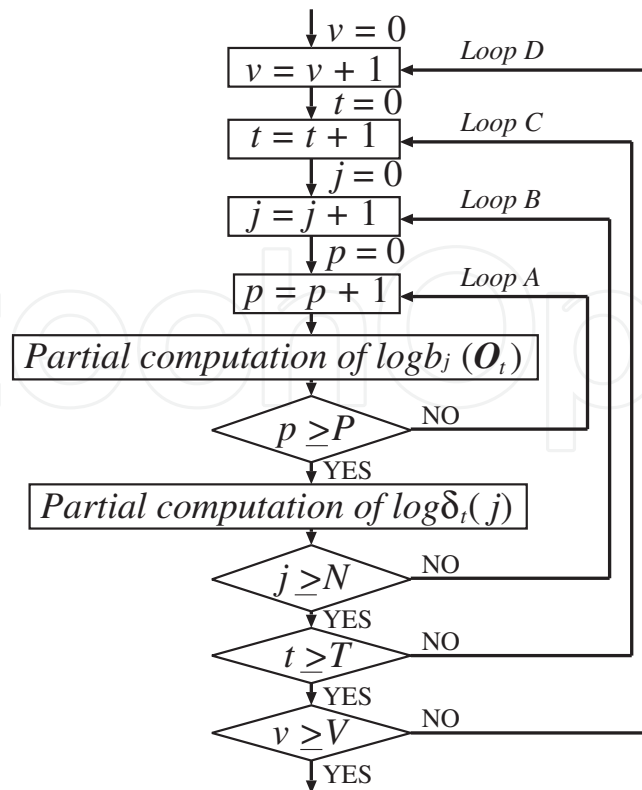 v = 0
Loop D
v = v + 1
t = 0
Loop C
t = t + 1
j = 0
Loop B
j = j + 1
p = 0
Loop A
p = p + 1
Partial computation of logbj (Ot)
p ≥ P
NO
YES
Partial computation of logδt(j)
j ≥ N
NO
YES
t ≥ T
NO
YES
v ≥ V
NO
YES